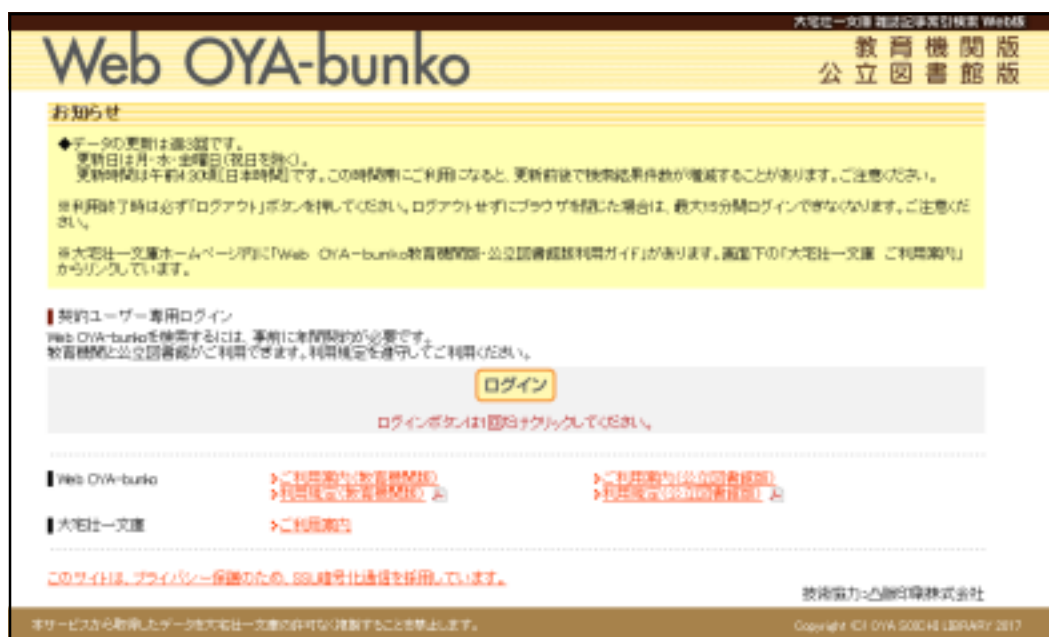 大宅壮一文庫 雑誌記事索引検索 Web版
Web OYA-bunko
教育機関版
公立図書館版
お知らせ
◆データの更新は週3回です。
更新日は月・水・金曜日(祝日を除く)。
更新時間は午前4:30頃[日本時間]です。この時間帯にご利用になると、更新前後で検索結果件数が増減することがあります。ご注意ください。
※利用終了時は必ず「ログアウト」ボタンを押してください。ログアウトせずにブラウザを閉じた場合は、最大15分間ログインできなくなります。ご注意くだ
さい。
※大宅壮一文庫ホームページ内に「Web OYA-bunko教育機関版・公立図書館版利用ガイド」があります。画面下の「大宅壮一文庫 ご利用案内」
からリンクしています。
契約ユーザー専用ログイン
Web OYA-bunkoを検索するには、事前に年間契約が必要です。
教育機関と公立図書館がご利用できます。利用規定を遵守してご利用ください。
ログイン
ログインボタンは1回だけクリックしてください。
Web OYA-bunko
ご利用案内(教育機関版)
ご利用案内(公立図書館版)
利用規定(教育機関版)
利用規定(公立図書館版)
大宅壮一文庫
ご利用案内
このサイトは、プライバシー保護のため、SSL暗号化通信を採用しています。
技術協力:凸版印刷株式会社
本サービスから取得したデータを大宅壮一文庫の許可なく複製することを禁止します。
Copyright (C) OYA SOICHI LIBRARY 2017